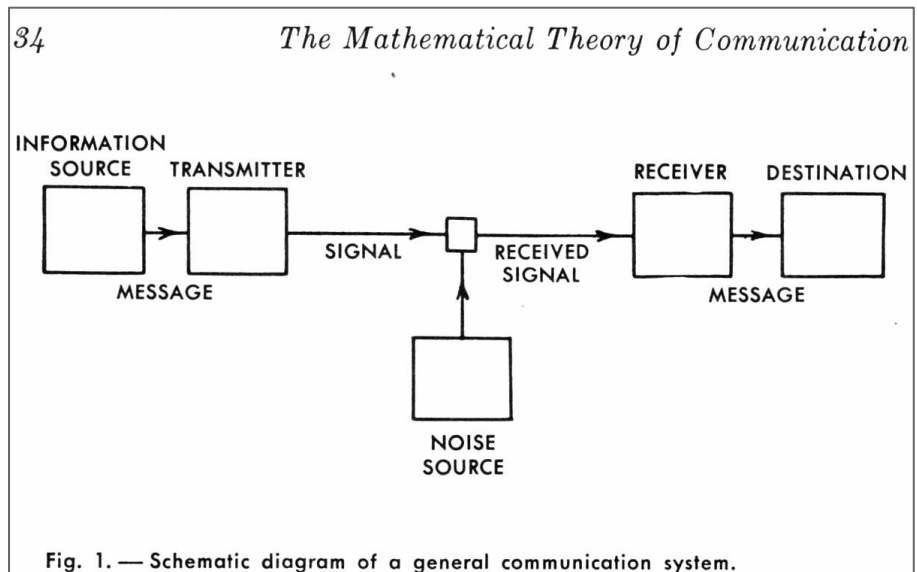 34 The Mathematical Theory of Communication
INFORMATION
SOURCE
TRANSMITTER
RECEIVER
DESTINATION
SIGNAL
RECEIVED
SIGNAL
MESSAGE
MESSAGE
NOISE
SOURCE
Fig. 1. — Schematic diagram of a general communication system.